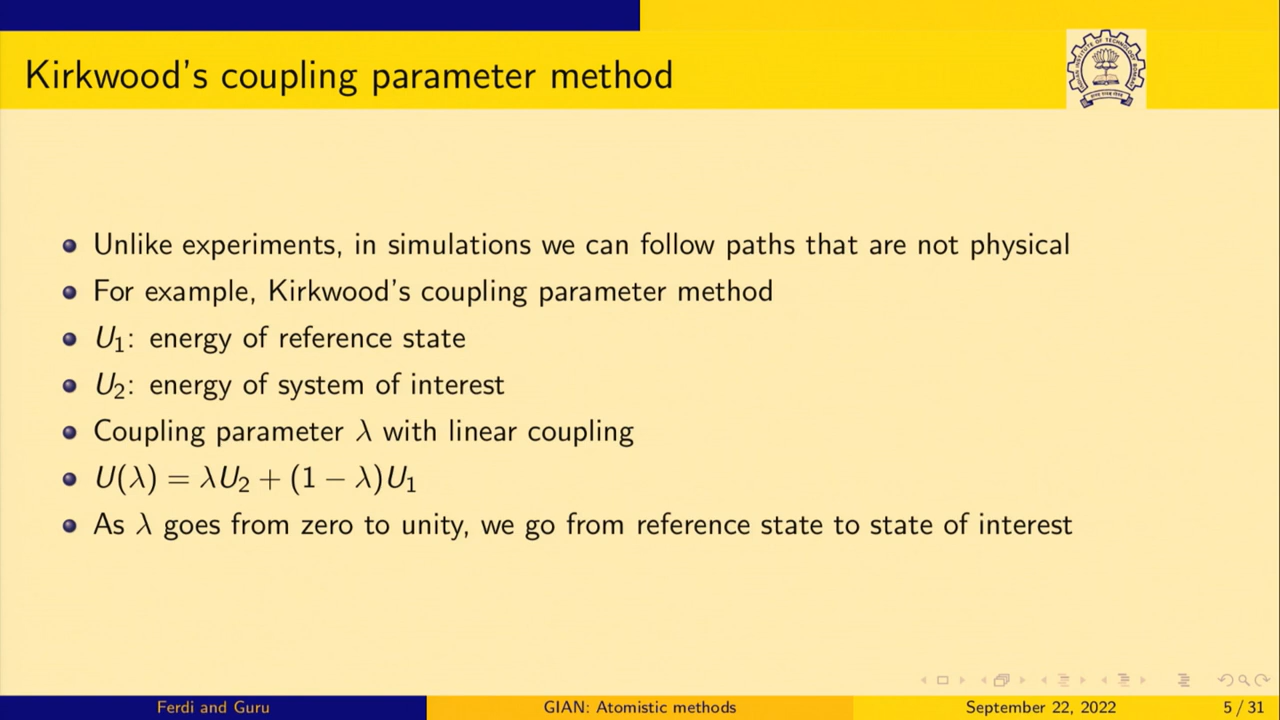 Kirkwood's coupling parameter method
Unlike experiments, in simulations we can follow paths that are not physical
For example, Kirkwood's coupling parameter method
U₁: energy of reference state
U₂: energy of system of interest
Coupling parameter λ with linear coupling
U(λ) = λU₂ + (1 − λ)U₁
As λ goes from zero to unity, we go from reference state to state of interest
Ferdi and Guru
GIAN: Atomistic methods
September 22, 2022
5 / 31